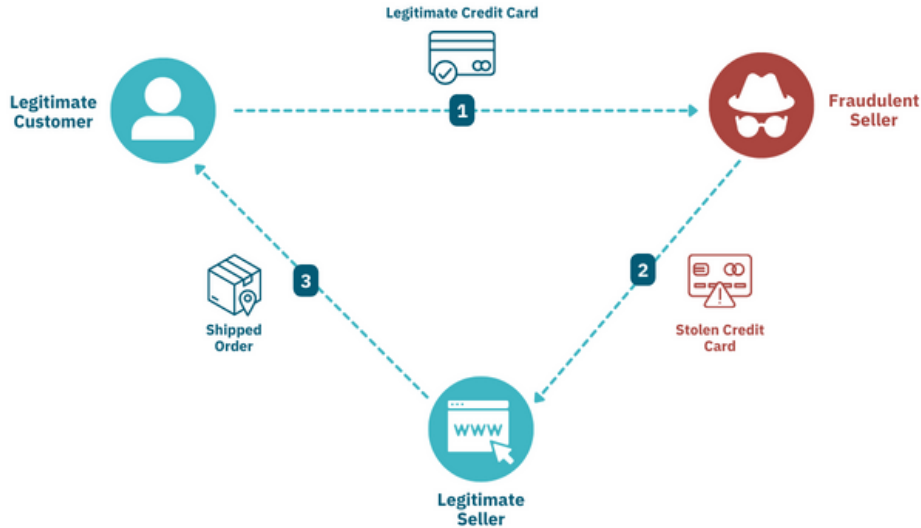 Legitimate Credit Card
1
Legitimate
Customer
Fraudulent
Seller
2
3
Shipped
Order
Stolen Credit
Card
WWW
Legitimate
Seller